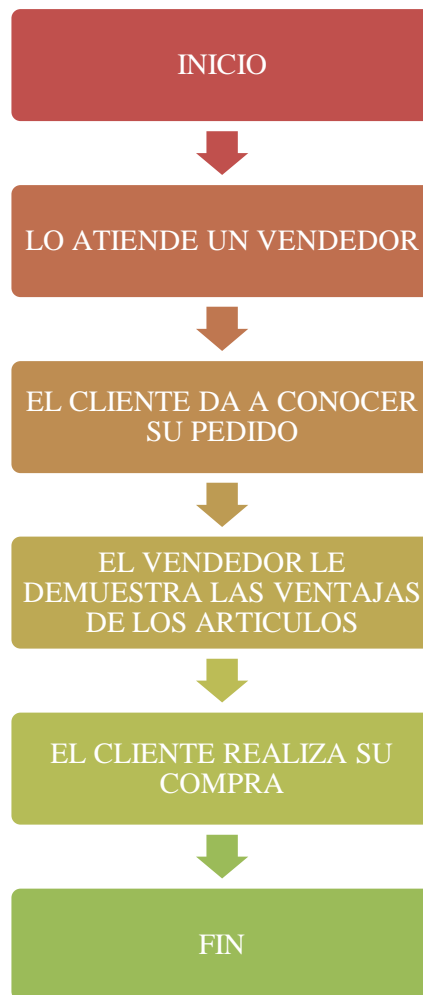 INICIO
LO ATIENDE UN VENDEDOR
EL CLIENTE DA A CONOCER
SU PEDIDO
EL VENDEDOR LE
DEMUESTRA LAS VENTAJAS
DE LOS ARTICULOS
EL CLIENTE REALIZA SU
COMPRA
FIN